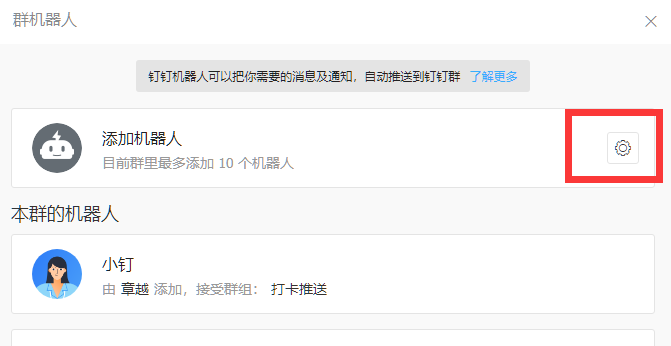 群机器人
钉钉机器人可以把你需要的消息及通知，自动推送到钉钉群 了解更多
添加机器人
目前群里最多添加 10 个机器人
本群的机器人
小钉
由 章越 添加，接受群组： 打卡推送